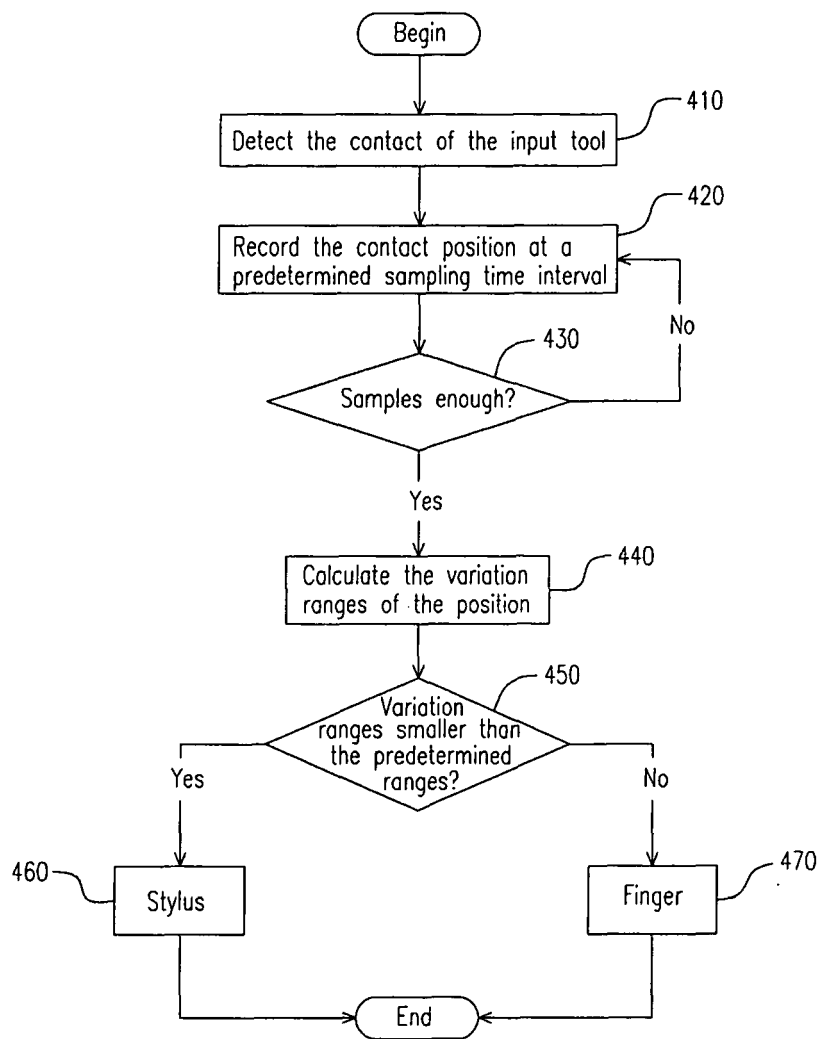 Begin
410
Detect the contact of the input tool
420
Record the contact position at a
predetermined sampling time interval
No
430
Samples enough?
Yes
440
Calculate the variation
ranges of the position
450
Variation
ranges smaller than
the predetermined
ranges?
Yes
No
460
Stylus
470
Finger
End